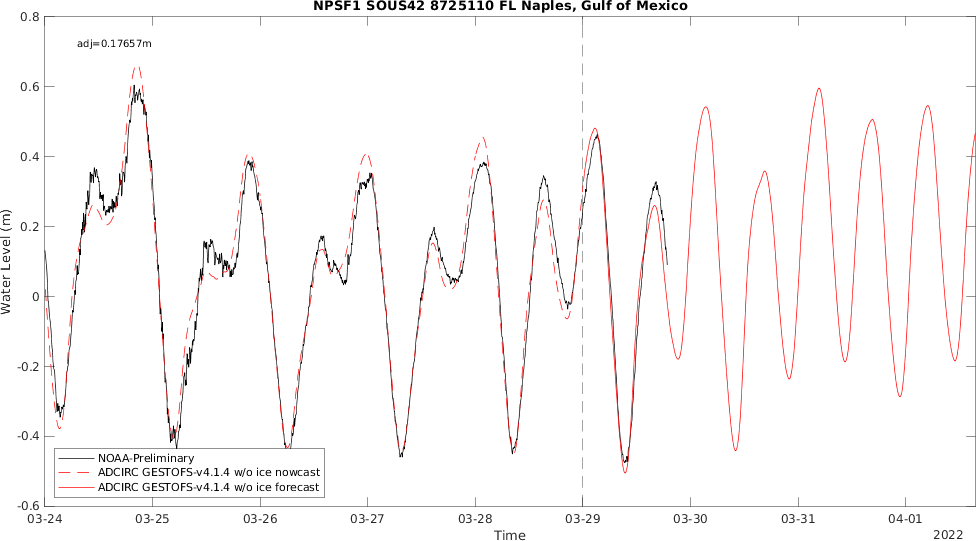 NPSF1 SOUS42 8725110 FL Naples, Gulf of Mexico
adj=0.17657m
Water Level (m)
0.8
0.6
0.4
0.2
0
-0.2
-0.4
-0.6
NOAA-Preliminary
ADCIRC GESTOFS-v4.1.4 w/o ice nowcast
ADCIRC GESTOFS-v4.1.4 w/o ice forecast
03-24 03-25 03-26 03-27 03-28 03-29 03-30 03-31 04-01
Time
2022